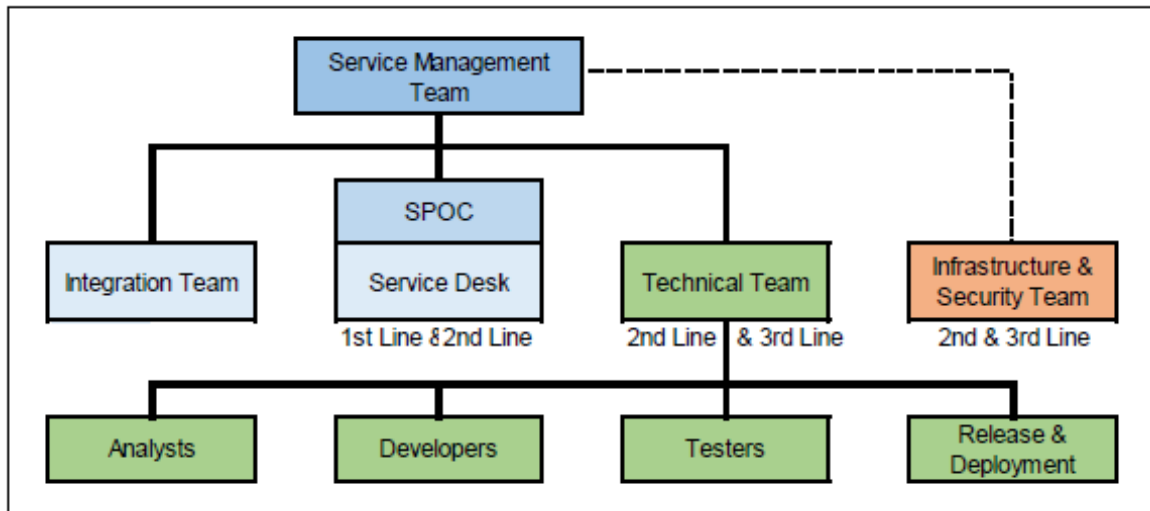 Service Management
Team
SPOC
Integration Team
Service Desk
Technical Team
Infrastructure &
Security Team
1st Line & 2nd Line
2nd Line & 3rd Line
2nd & 3rd Line
Analysts
Developers
Testers
Release &
Deployment